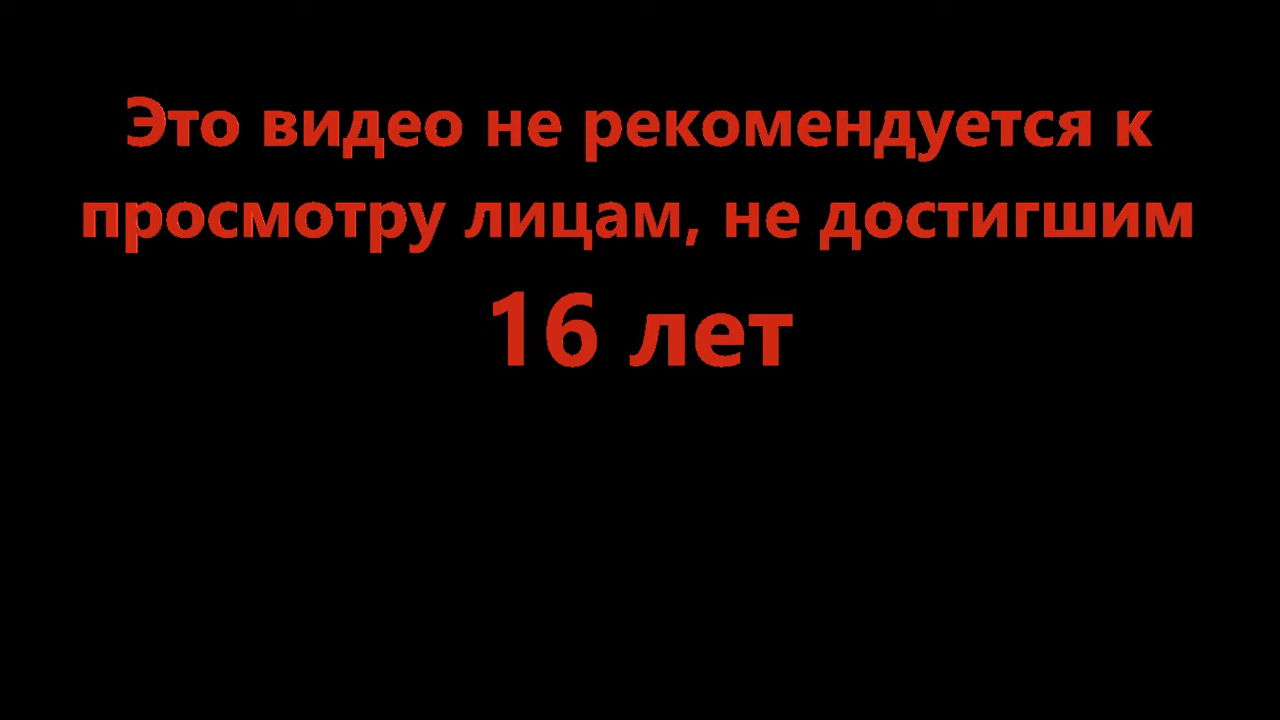 Это видео не рекомендуется к
просмотру лицам, не достигшим
16 лет